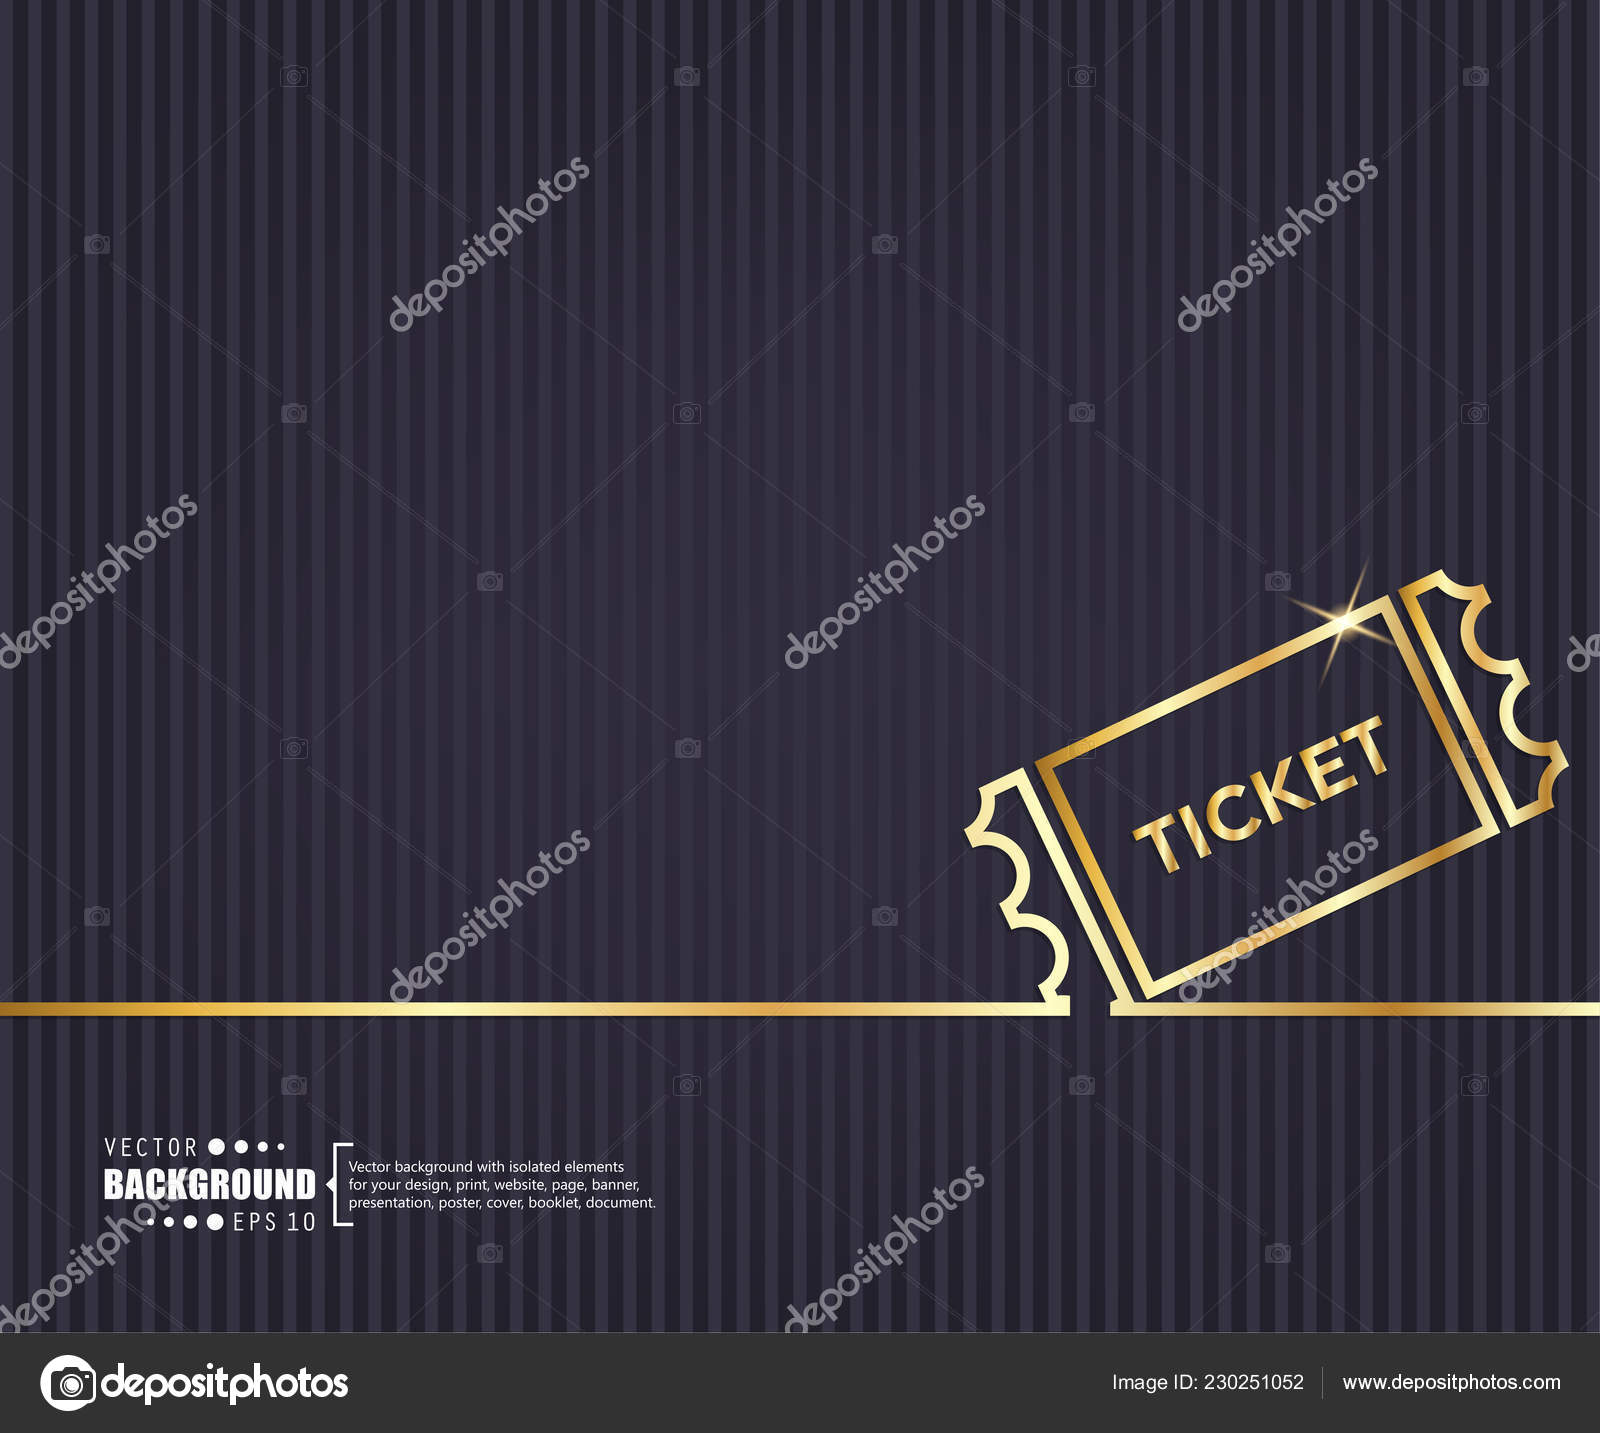 depositphotos
depositphotos
depositphotos
depositphotos
TICKET
depositphotos
depositphotos
VECTOR
BACKGROUND
EPS 10
Vector background with isolated elements
for your design, print, website, page, banner,
presentation, poster, cover, booklet, document.
depositphotos
depositphotos
depositphotos
Image ID: 230251052
www.depositphotos.com